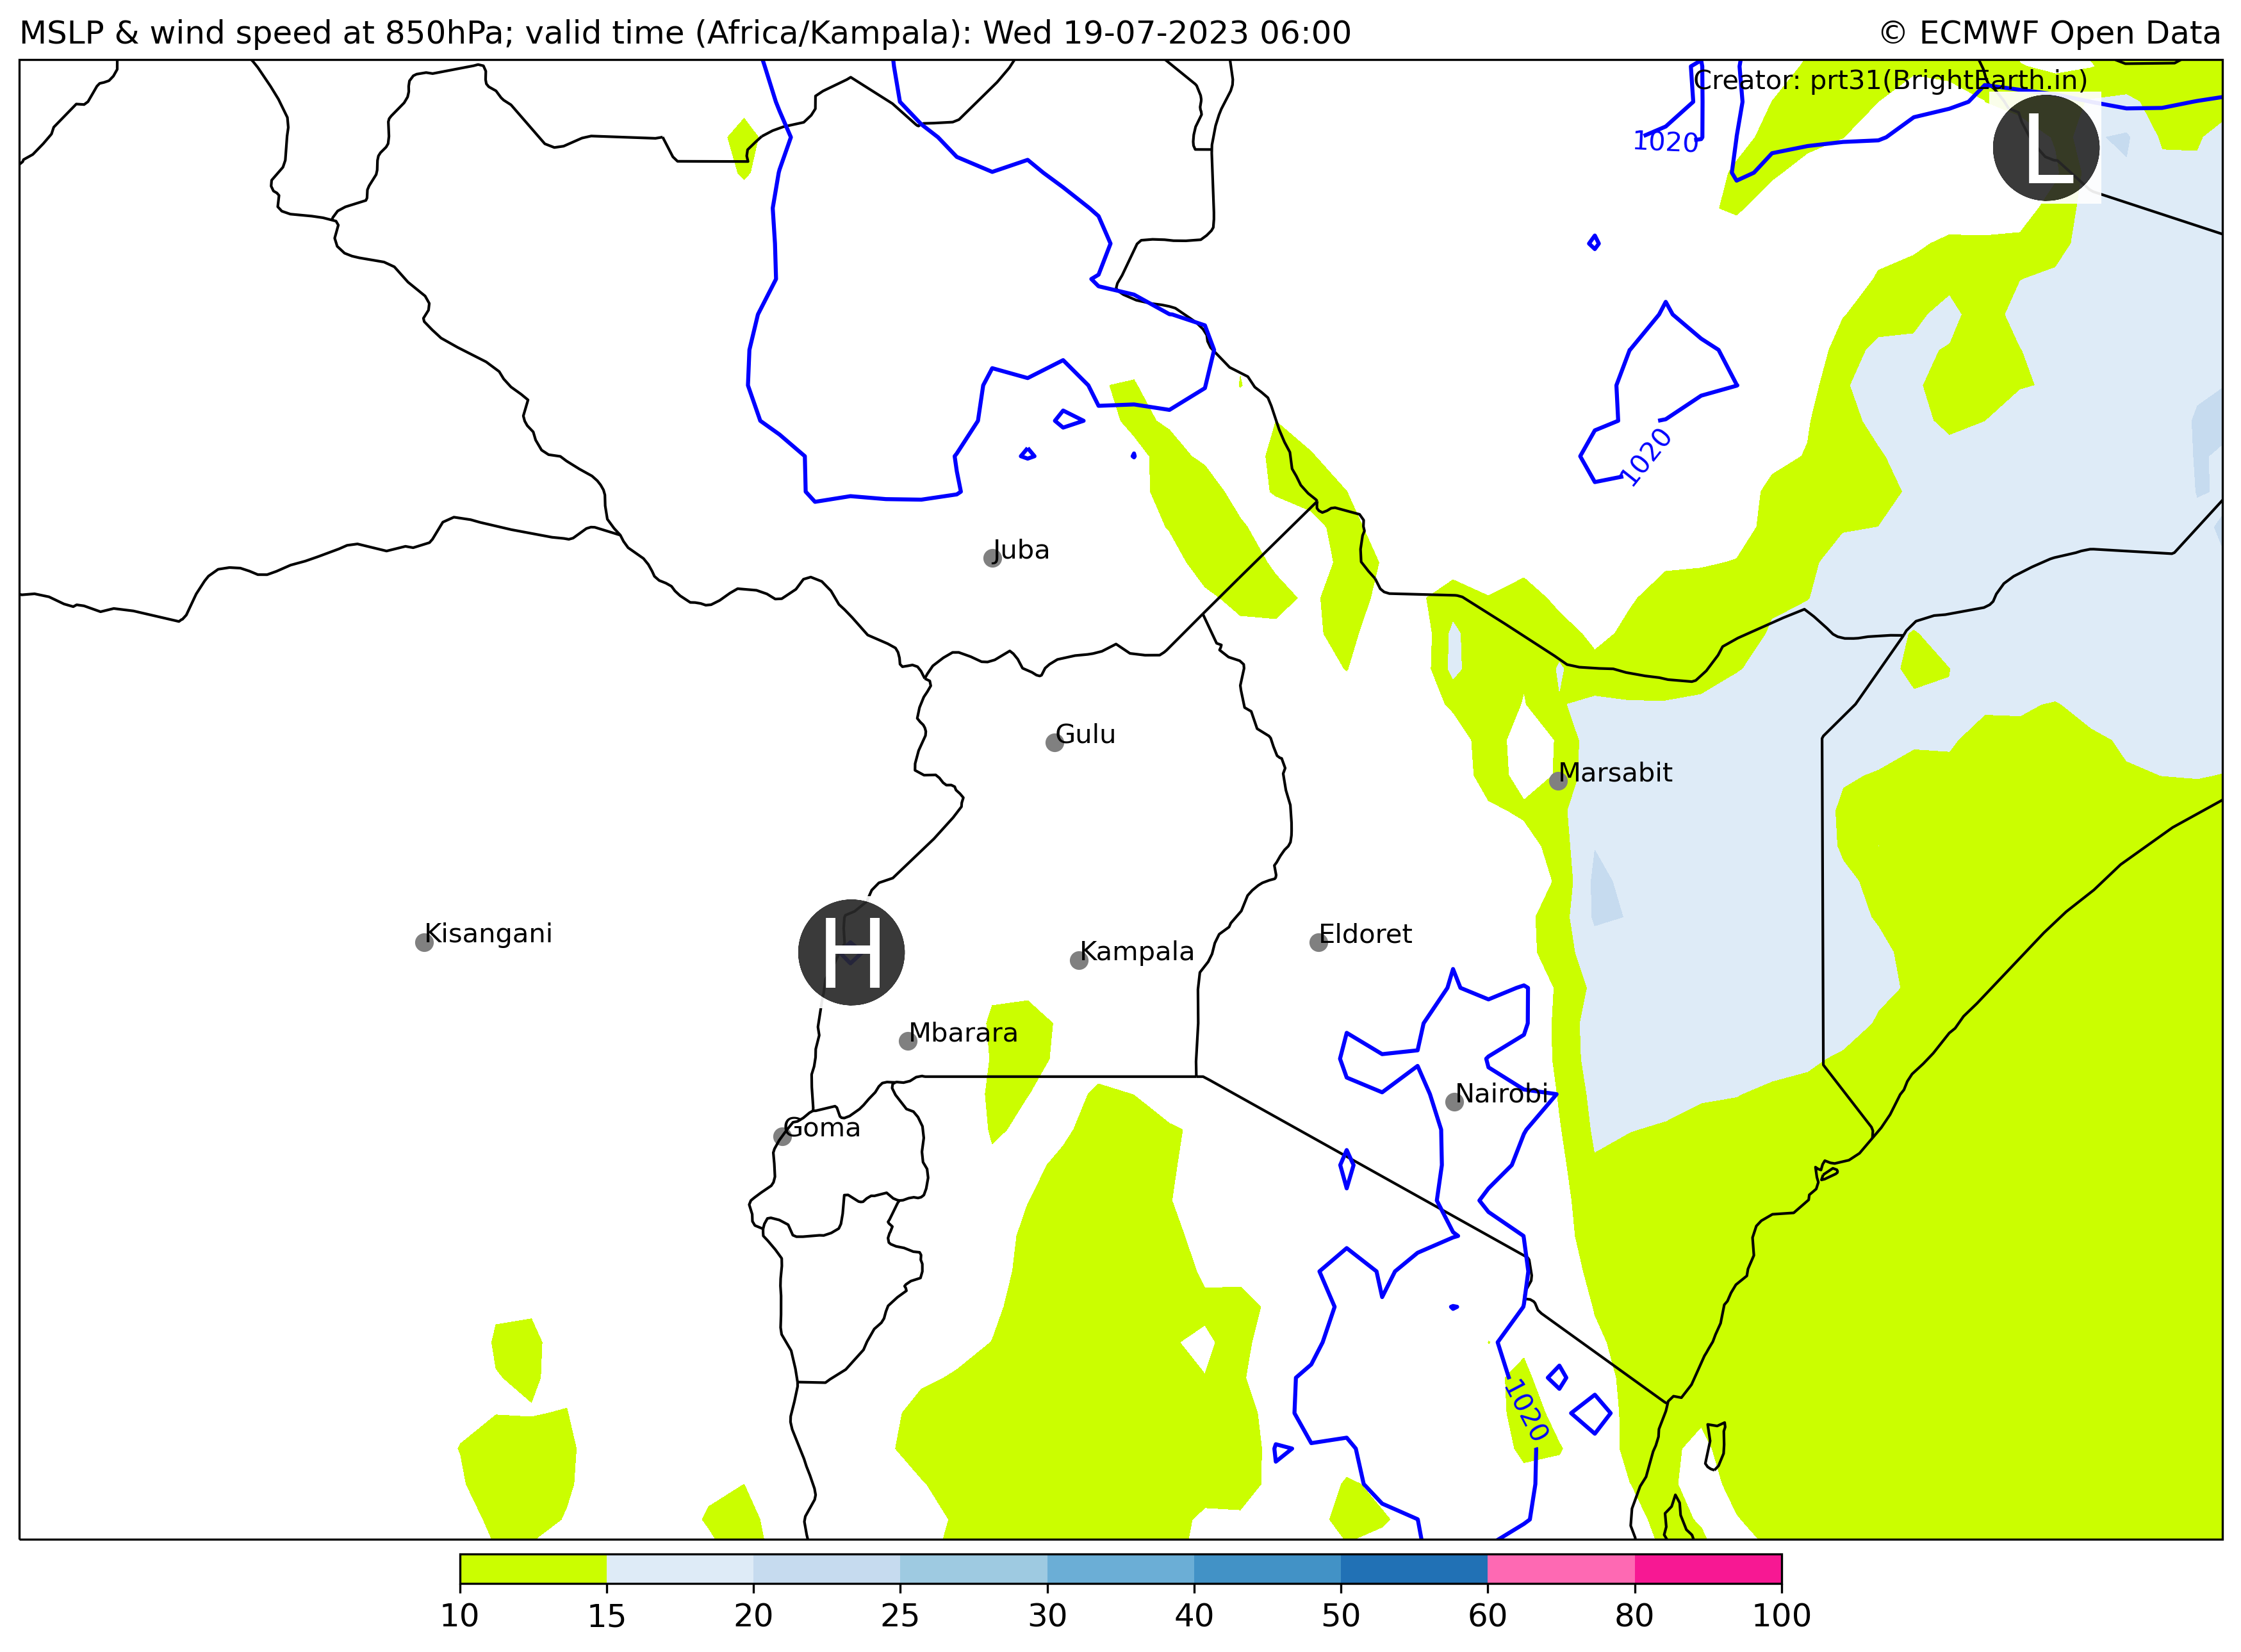 MSLP & wind speed at 850hPa; valid time (Africa/Kampala): Wed 19-07-2023 06:00
© ECMWF Open Data
Creator: prt31(BrightEarth.in)
1020
L
1020
Juba
Gulu
Marsabit
Kisangani
H
Kampala
Eldoret
Mbarara
Nairobi
Goma
1020
10 15 20 25 30 40 50 60 80 100